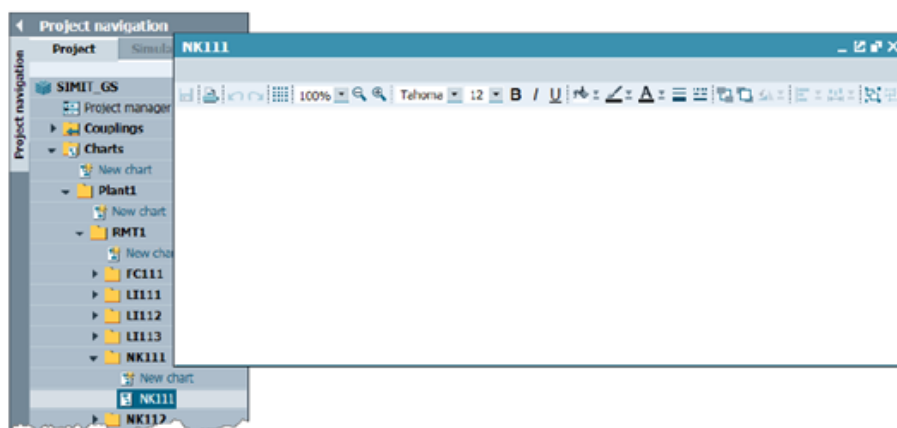 Project navigation
Project navigation
Project
NK111
SIMIT_GS
100%
Tahoma
12
B I U
A
Project manager
Couplings
Charts
New chart
Plant1
New chart
RMT1
FC111
LI111
LI112
LI113
NK111
New chart
NK111
NK112